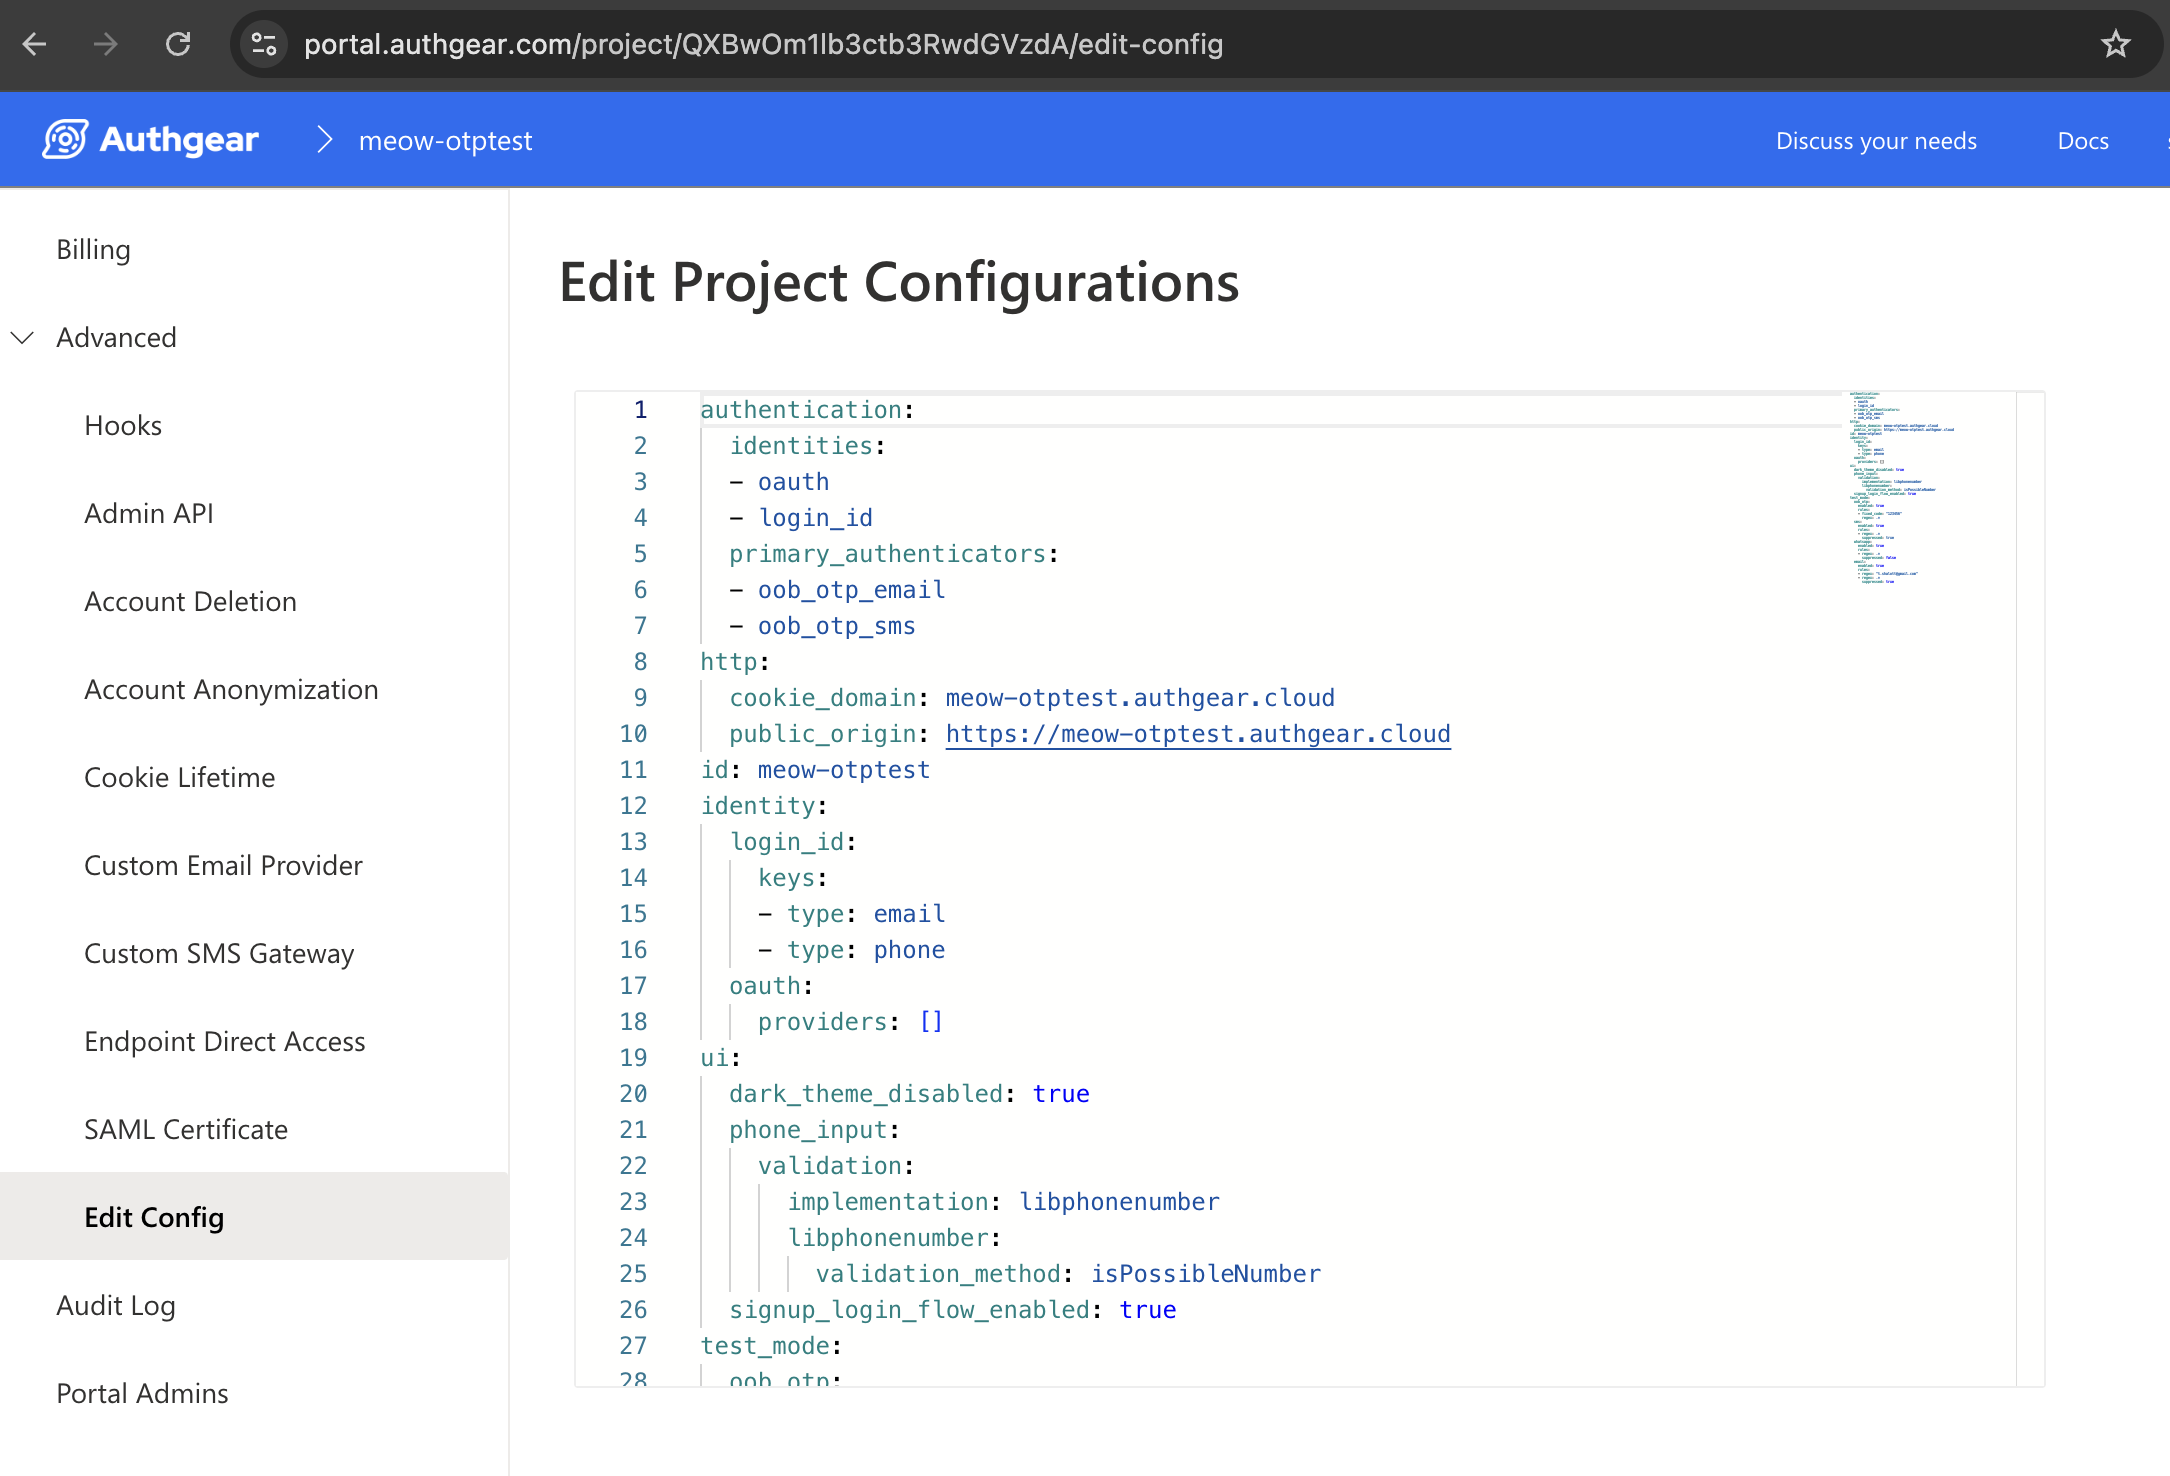 portal.authgear.com/project/QXBwOm1lb3ctb3RwdGVzdA/edit-config
Authgear
meow-otptest
Discuss your needs
Docs
Billing
Advanced
Hooks
Admin API
Account Deletion
Account Anonymization
Cookie Lifetime
Custom Email Provider
Custom SMS Gateway
Endpoint Direct Access
SAML Certificate
Edit Config
Audit Log
Portal Admins
Edit Project Configurations
1 authentication:
2 identities:
3 - oauth
4 - login_id
5 primary_authenticators:
6 - oob_otp_email
7 - oob_otp_sms
8 http:
9 cookie_domain: meow-otptest.authgear.cloud
10 public_origin: https://meow-otptest.authgear.cloud
11 id: meow-otptest
12 identity:
13 login_id:
14 keys:
15 - type: email
16 - type: phone
17 oauth:
18 providers: []
19 ui:
20 dark_theme_disabled: true
21 phone_input:
22 validation:
23 implementation: libphonenumber
24 libphonenumber:
25 validation_method: isPossibleNumber
26 signup_login_flow_enabled: true
27 test_mode:
28 oob_otp: